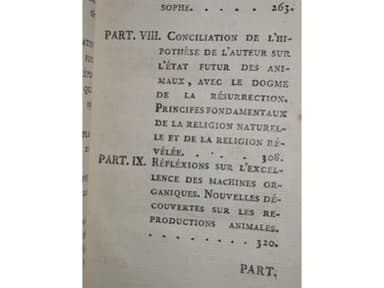 SOPHE. . . . . 263.
PART. VIII. CONCILIATION DE L'HI-
POTHÈSE DE L'AUTEUR SUR
L'ÉTAT FUTUR DES ANI-
MAUX, AVEC LE DOGME
DE LA RÉSURRECTION.
PRINCIPES FONDAMENTAUX
DE LA RELIGION NATUREL-
LE ET DE LA RELIGION RÉ-
VÉLÉE. . . . 308.
PART. IX. RÉFLÉXIONS SUR L'EXCEL-
LENCE DES MACHINES OR-
GANIQUES. NOUVELLES DÉ-
COUVERTES SUR LES RE-
PRODUCTIONS ANIMALES.
. . . . . . . . 320.
PART.